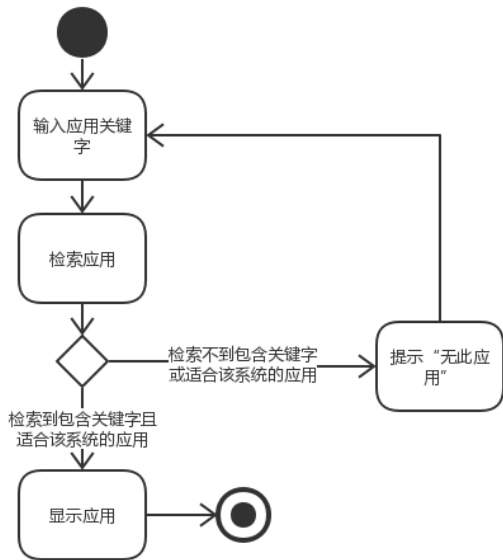 输入应用关键
字
检索应用
检索不到包含关键字
或适合该系统的应用
提示“无此应
用”
检索到包含关键字且
适合该系统的应用
显示应用